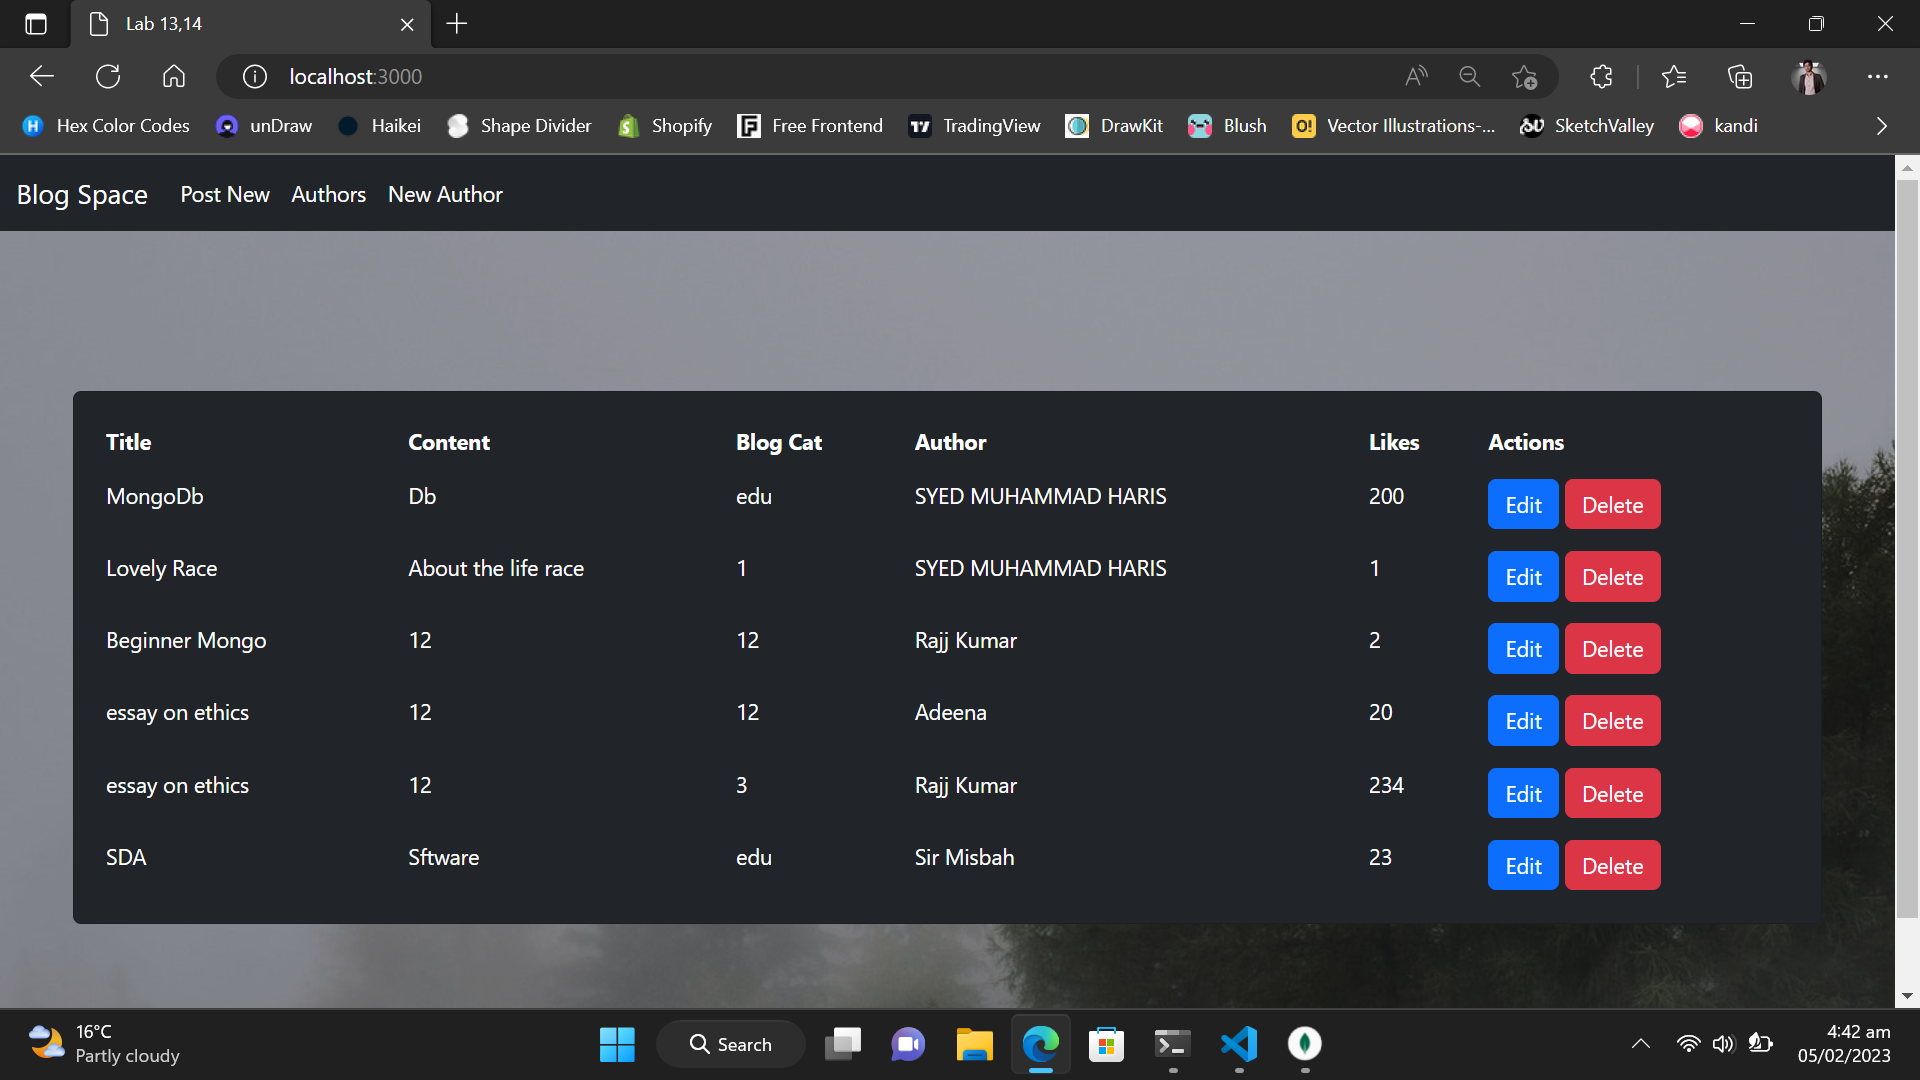 Lab 13,14
localhost:3000
Hex Color Codes unDraw Haikei Shape Divider Shopify Free Frontend TradingView DrawKit Blush Vector Illustrations-... SketchValley kandi
Blog Space Post New Authors New Author
Title Content Blog Cat Author Likes Actions
MongoDb Db edu SYED MUHAMMAD HARIS 200 Edit Delete
Lovely Race About the life race 1 SYED MUHAMMAD HARIS 1 Edit Delete
Beginner Mongo 12 12 Rajj Kumar 2 Edit Delete
essay on ethics 12 12 Adeena 20 Edit Delete
essay on ethics 12 3 Rajj Kumar 234 Edit Delete
SDA Sftware edu Sir Misbah 23 Edit Delete
16°C
Partly cloudy
Search
4:42 am
05/02/2023